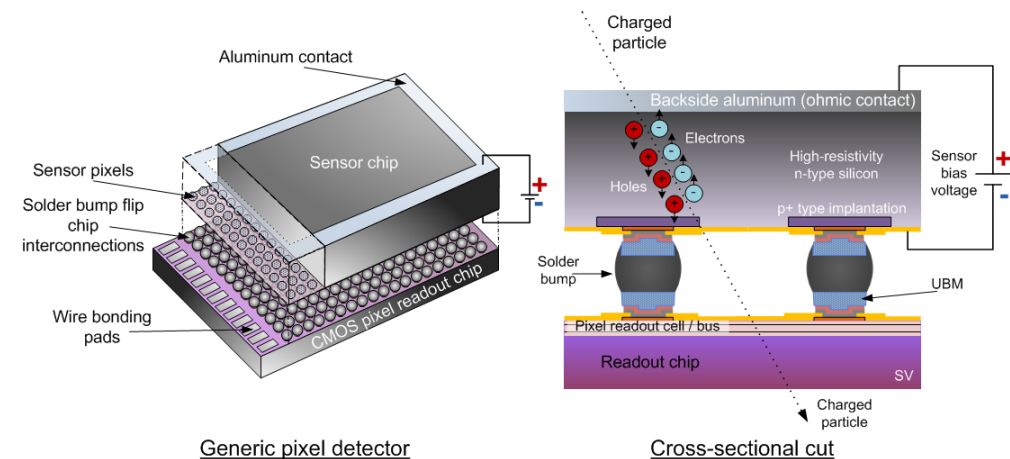 Aluminum contact
Sensor chip
Sensor pixels
Solder bump flip
chip
interconnections
+
-
CMOS pixel readout chip
Wire bonding
pads
Generic pixel detector
Charged
particle
Backside aluminum (ohmic contact)
+
-
Electrons
+
-
Holes
+
-
+
-
High-resistivity
n-type silicon
p+ type implantation
Sensor
bias
voltage
+
-
Solder
bump
UBM
Pixel readout cell / bus
Readout chip
SV
Charged
particle
Cross-sectional cut